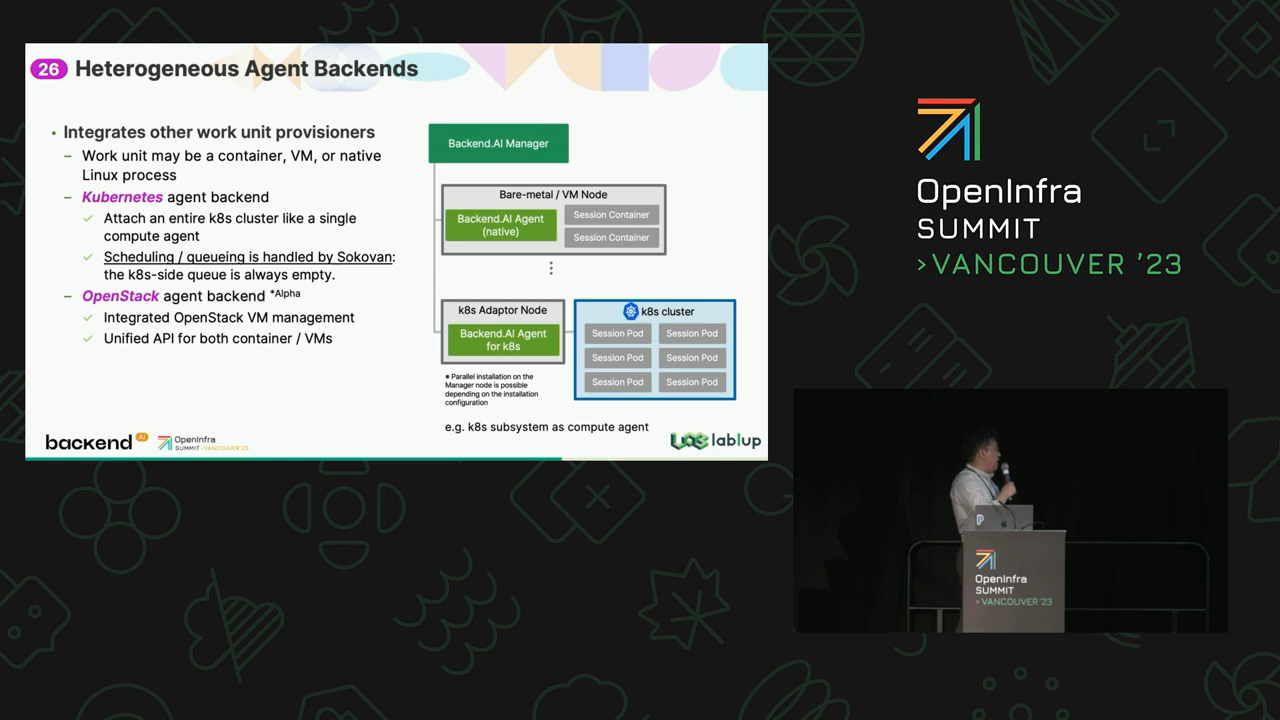 26 Heterogeneous Agent Backends
• Integrates other work unit provisioners
– Work unit may be a container, VM, or native
Linux process
– Kubernetes agent backend
✓ Attach an entire k8s cluster like a single
compute agent
✓ Scheduling / queueing is handled by Sokovan:
the k8s-side queue is always empty.
– OpenStack agent backend *Alpha
✓ Integrated OpenStack VM management
✓ Unified API for both container / VMs
Backend.AI Manager
Bare-metal / VM Node
Backend.AI Agent
(native)
Session Container
Session Container
k8s Adaptor Node
Backend.AI Agent
for k8s
k8s cluster
Session Pod Session Pod
Session Pod Session Pod
Session Pod Session Pod
* Parallel installation on the
Manager node is possible
depending on the installation
configuration
e.g. k8s subsystem as compute agent
backend AI
OpenInfra
SUMMIT > VANCOUVER '23
lablup
OpenInfra
SUMMIT
>VANCOUVER '23
OpenInfra
SUMMIT
> VANCOUVER '23